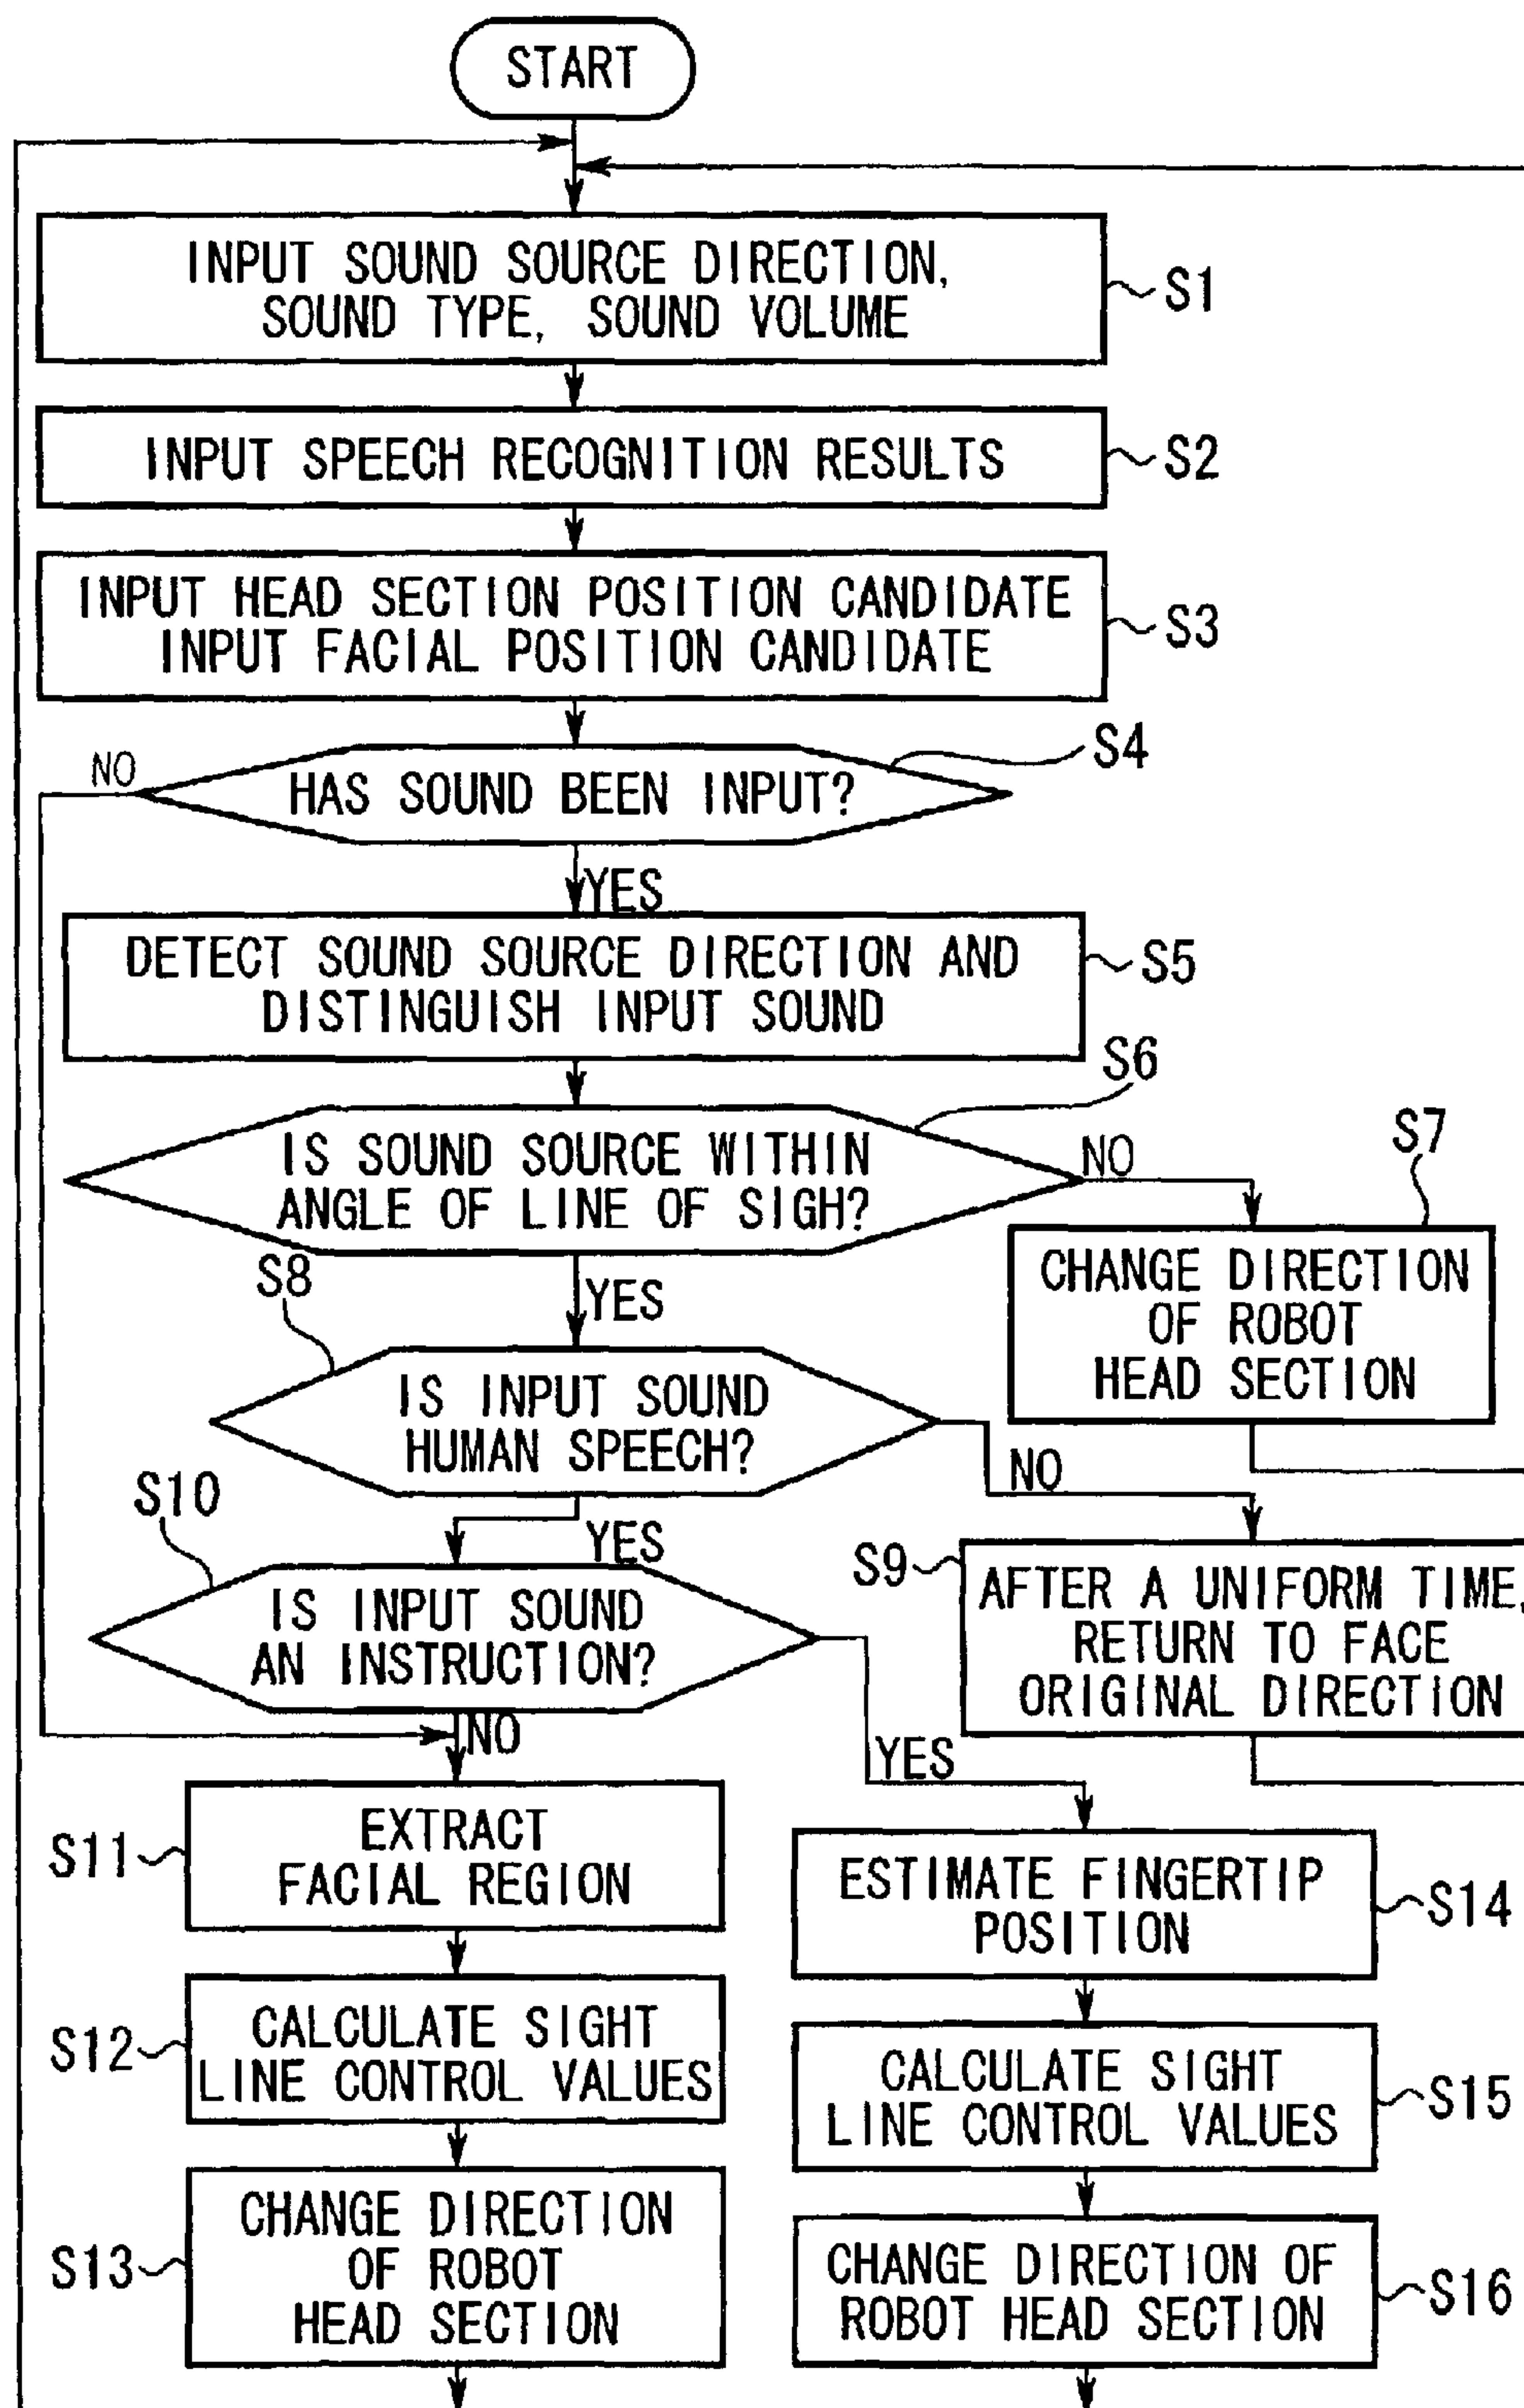 START
INPUT SOUND SOURCE DIRECTION,
SOUND TYPE, SOUND VOLUME
S1
INPUT SPEECH RECOGNITION RESULTS
S2
INPUT HEAD SECTION POSITION CANDIDATE
INPUT FACIAL POSITION CANDIDATE
S3
S4
NO
HAS SOUND BEEN INPUT?
YES
DETECT SOUND SOURCE DIRECTION AND
DISTINGUISH INPUT SOUND
S5
S6
IS SOUND SOURCE WITHIN
ANGLE OF LINE OF SIGH?
NO
S7
CHANGE DIRECTION
OF ROBOT
HEAD SECTION
S8
YES
IS INPUT SOUND
HUMAN SPEECH?
NO
S10
YES
S9
AFTER A UNIFORM TIME,
RETURN TO FACE
ORIGINAL DIRECTION
IS INPUT SOUND
AN INSTRUCTION?
NO
YES
S11
EXTRACT
FACIAL REGION
ESTIMATE FINGERTIP
POSITION
S14
S12
CALCULATE SIGHT
LINE CONTROL VALUES
CALCULATE SIGHT
LINE CONTROL VALUES
S15
S13
CHANGE DIRECTION
OF ROBOT
HEAD SECTION
CHANGE DIRECTION OF
ROBOT HEAD SECTION
S16